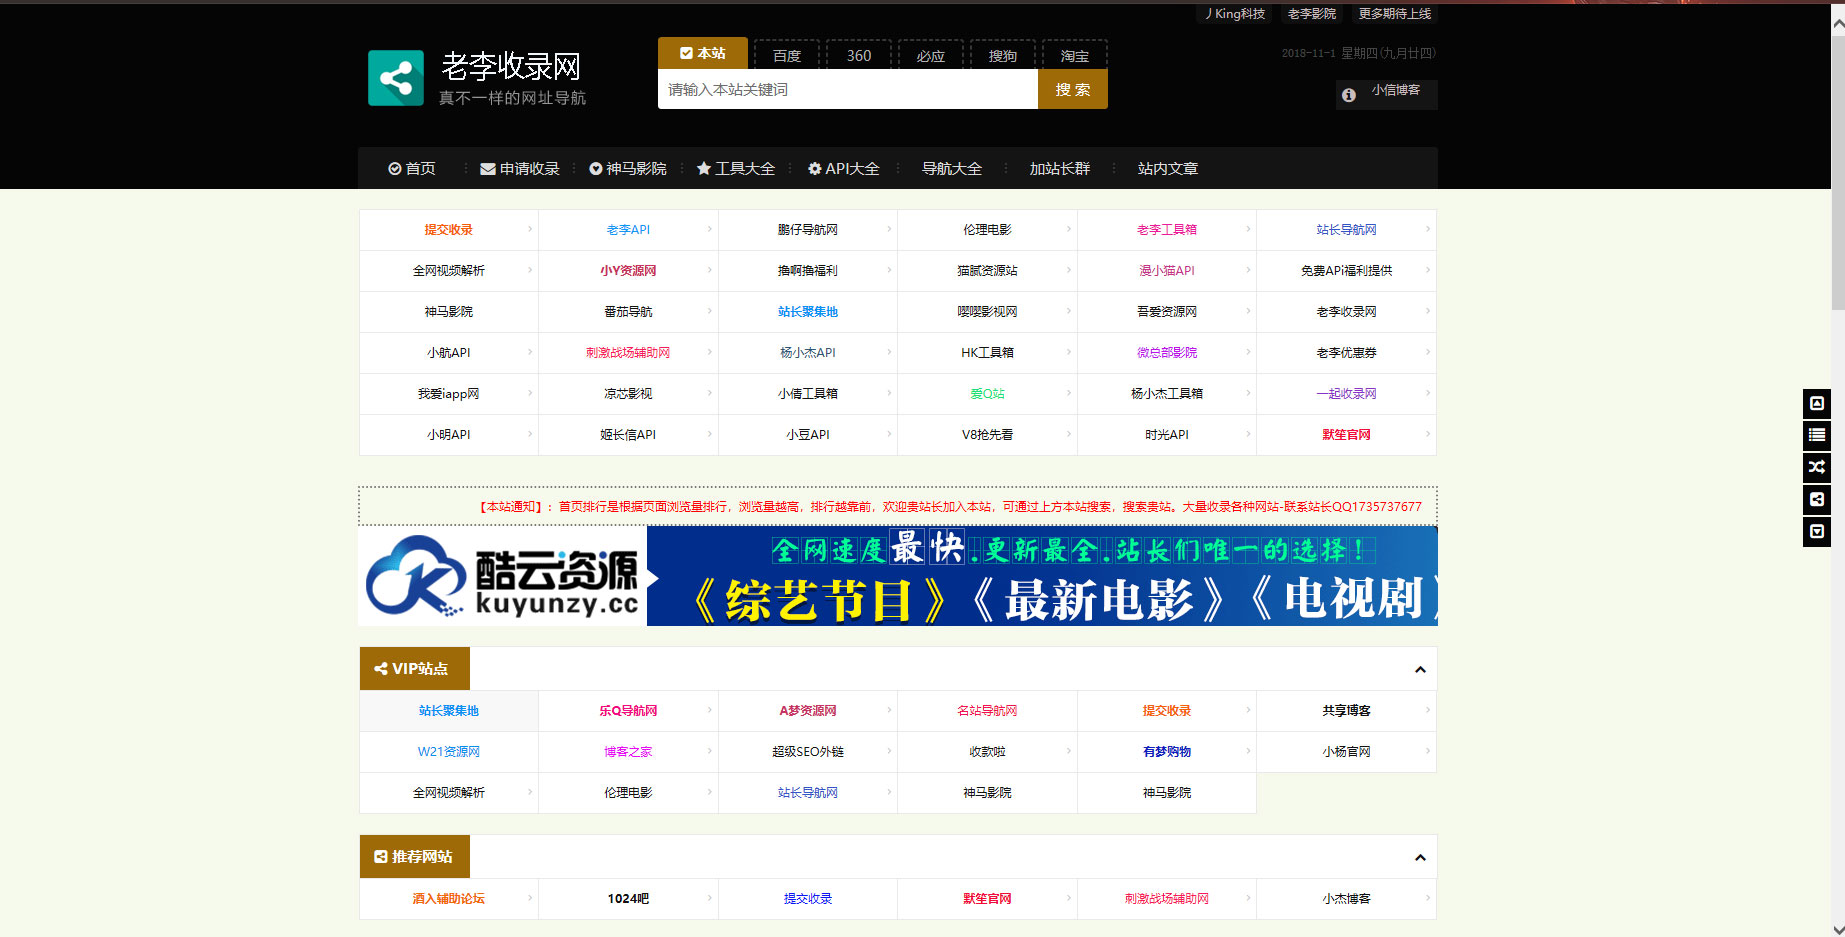 丿King科技 老李影院 更多期待上线
本站 百度 360 必应 搜狗 淘宝
2018-11-1 星期四(九月廿四)
老李收录网
真不一样的网址导航
请输入本站关键词 搜 索
小信博客
首页 申请收录 神马影院 工具大全 API大全 导航大全 加站长群 站内文章
提交收录 老李API 鹏仔导航网 伦理电影 老李工具箱 站长导航网
全网视频解析 小Y资源网 撸啊撸福利 猫腻资源站 漫小猫API 免费APi福利提供
神马影院 番茄导航 站长聚集地 嘤嘤影视网 吾爱资源网 老李收录网
小航API 刺激战场辅助网 杨小杰API HK工具箱 微总部影院 老李优惠券
我爱iapp网 凉芯影视 小倩工具箱 爱Q站 杨小杰工具箱 一起收录网
小明API 姬长信API 小豆API V8抢先看 时光API 默笙官网
【本站通知】：首页排行是根据页面浏览量排行，浏览量越高，排行越靠前，欢迎贵站长加入本站，可通过上方本站搜索，搜索贵站。大量收录各种网站-联系站长QQ1735737677
酷云资源
kuyunzy.cc
全网速度最快.更新最全.站长们唯一的选择！
《综艺节目》《最新电影》《电视剧》
VIP站点
站长聚集地 乐Q导航网 A梦资源网 名站导航网 提交收录 共享博客
W21资源网 博客之家 超级SEO外链 收款啦 有梦购物 小杨官网
全网视频解析 伦理电影 站长导航网 神马影院 神马影院
推荐网站
酒入辅助论坛 1024吧 提交收录 默笙官网 刺激战场辅助网 小杰博客